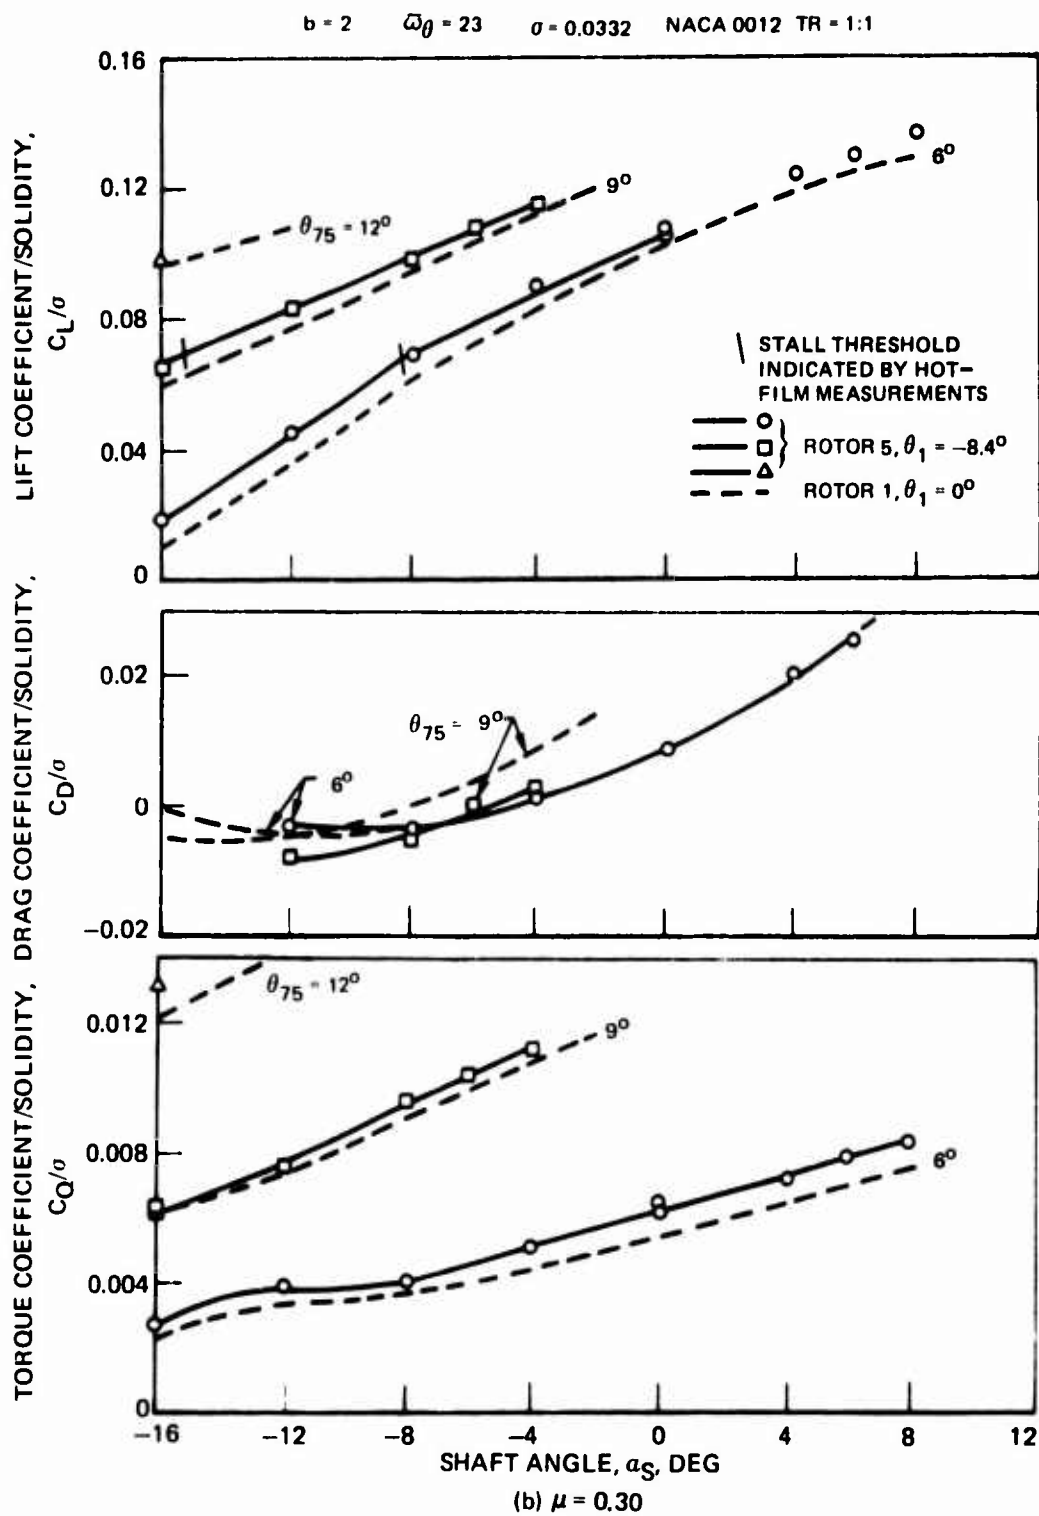 b = 2 ω̄θ = 23 σ = 0.0332 NACA 0012 TR = 1:1
LIFT COEFFICIENT/SOLIDITY,
C_L/σ
0.16
0.12
0.08
0.04
0
θ75 = 12°
9°
6°
STALL THRESHOLD
INDICATED BY HOT-
FILM MEASUREMENTS
ROTOR 5, θ1 = -8.4°
ROTOR 1, θ1 = 0°
DRAG COEFFICIENT/SOLIDITY,
C_D/σ
0.02
0
-0.02
θ75 = 9°
6°
TORQUE COEFFICIENT/SOLIDITY,
C_Q/σ
0.012
0.008
0.004
0
θ75 = 12°
9°
6°
-16 -12 -8 -4 0 4 8 12
SHAFT ANGLE, αS, DEG
(b) μ = 0.30